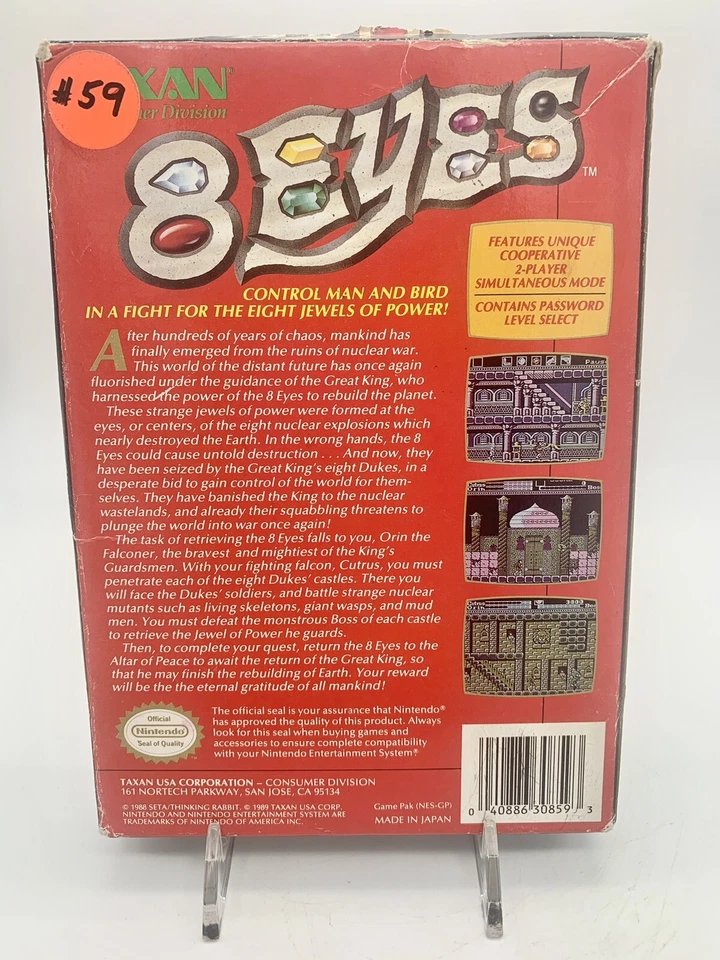 #59
XAN
er Division
8 EYES
TM
CONTROL MAN AND BIRD
IN A FIGHT FOR THE EIGHT JEWELS OF POWER!
FEATURES UNIQUE
COOPERATIVE
2-PLAYER
SIMULTANEOUS MODE
CONTAINS PASSWORD
LEVEL SELECT
After hundreds of years of chaos, mankind has
finally emerged from the ruins of nuclear war.
This world of the distant future has once again
fluorished under the guidance of the Great King, who
harnessed the power of the 8 Eyes to rebuild the planet.
These strange jewels of power were formed at the
eyes, or centers, of the eight nuclear explosions which
nearly destroyed the Earth. In the wrong hands, the 8
Eyes could cause untold destruction . . . And now, they
have been seized by the Great King's eight Dukes, in a
desperate bid to gain control of the world for them-
selves. They have banished the King to the nuclear
wastelands, and already their squabbling threatens to
plunge the world into war once again!
The task of retrieving the 8 Eyes falls to you, Orin the
Falconer, the bravest and mightiest of the King's
Guardsmen. With your fighting falcon, Cutrus, you must
penetrate each of the eight Dukes' castles. There you
will face the Dukes' soldiers, and battle strange nuclear
mutants such as living skeletons, giant wasps, and mud
men. You must defeat the monstrous Boss of each castle
to retrieve the Jewel of Power he guards.
Then, to complete your quest, return the 8 Eyes to the
Altar of Peace to await the return of the Great King, so
that he may finish the rebuilding of Earth. Your reward
will be the the eternal gratitude of all mankind!
Paus
Official
Nintendo
Seal of Quality
The official seal is your assurance that Nintendo®
has approved the quality of this product. Always
look for this seal when buying games and
accessories to ensure complete compatibility
with your Nintendo Entertainment System®
TAXAN USA CORPORATION – CONSUMER DIVISION
161 NORTECH PARKWAY, SAN JOSE, CA 95134
© 1988 SETA/THINKING RABBIT. © 1989 TAXAN USA CORP.
NINTENDO AND NINTENDO ENTERTAINMENT SYSTEM ARE
TRADEMARKS OF NINTENDO OF AMERICA INC.
Game Pak (NES-GP)
MADE IN JAPAN
0 40886 30859 3